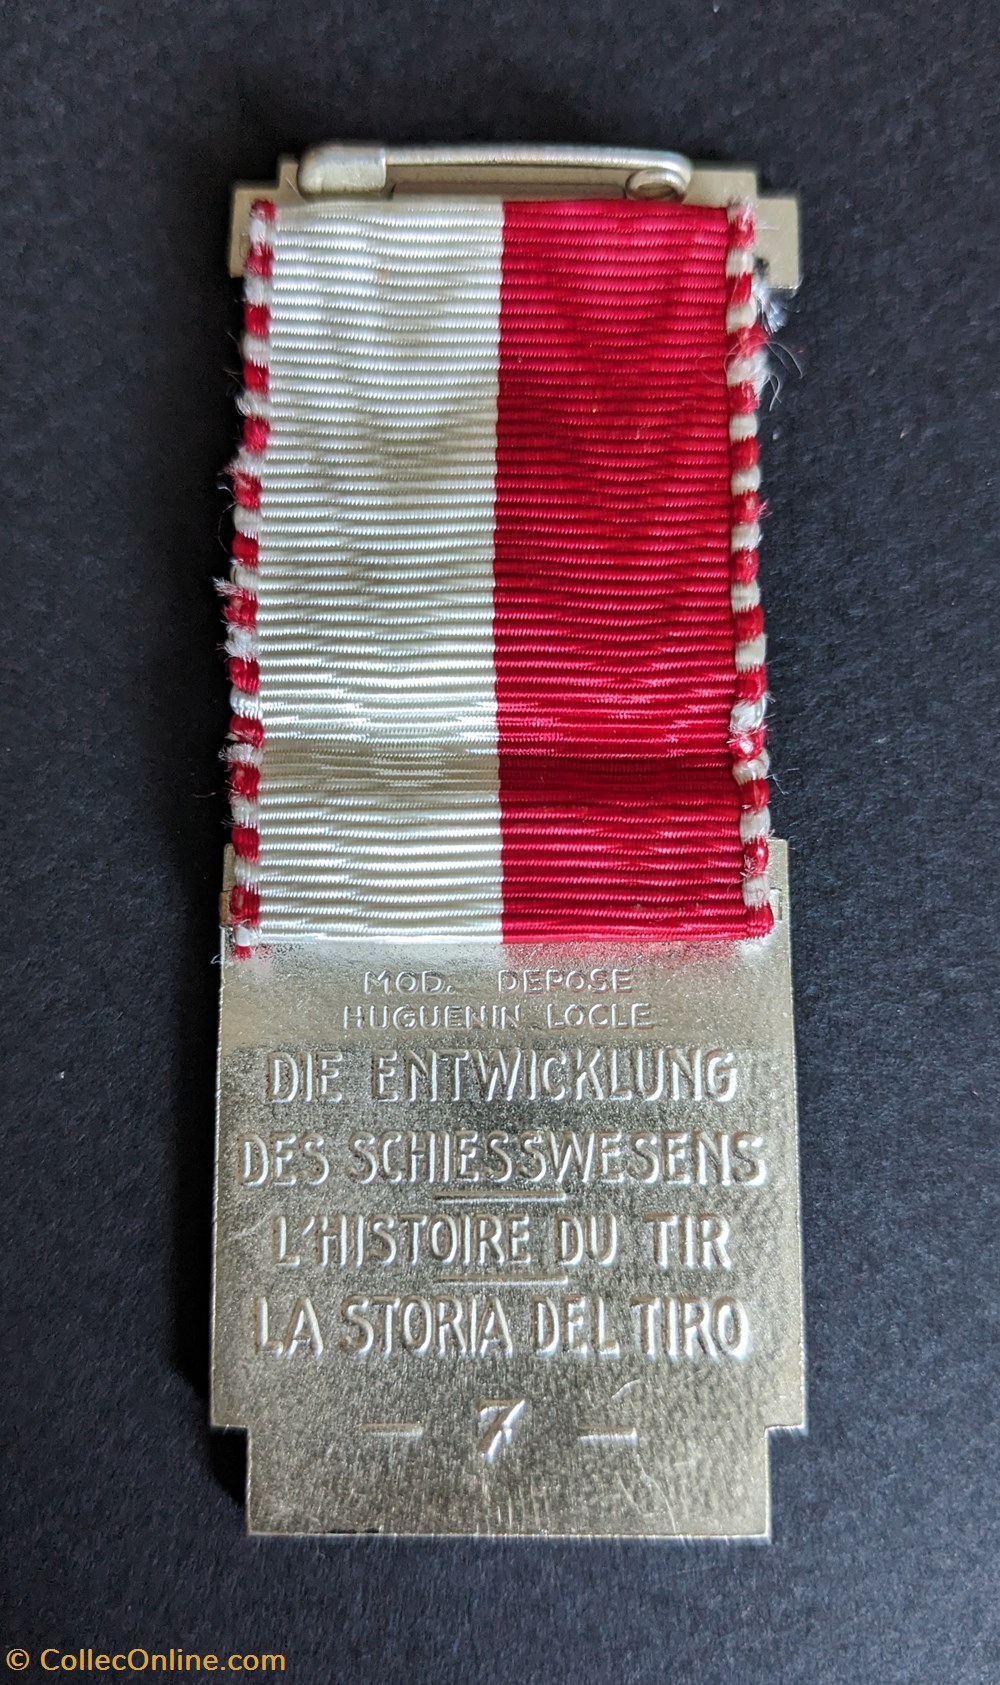 MOD. DEPOSE
HUGUENIN LOCLE
DIE ENTWICKLUNG
DES SCHIESSWESENS
L'HISTOIRE DU TIR
LA STORIA DEL TIRO
— 7 —
© CollecOnline.com